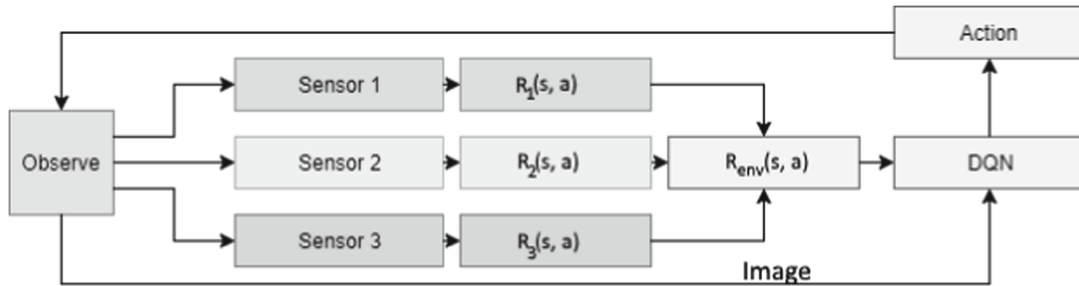 Action
Sensor 1
R₁(s, a)
Observe
Sensor 2
R₂(s, a)
Rₑₙᵥ(s, a)
DQN
Sensor 3
R₃(s, a)
Image